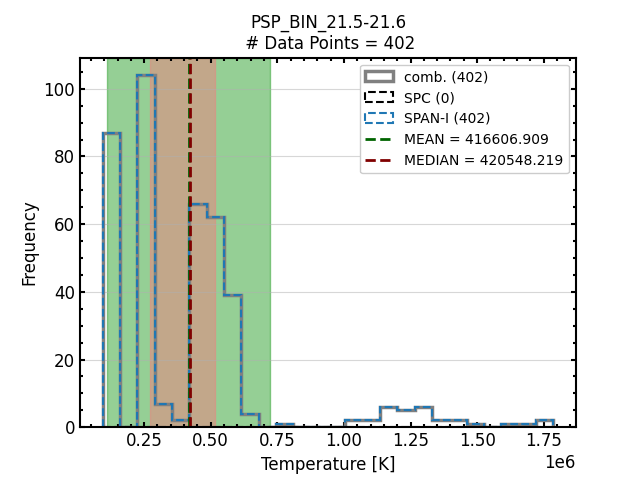 PSP_BIN_21.5-21.6
# Data Points = 402
comb. (402)
SPC (0)
SPAN-I (402)
MEAN = 416606.909
MEDIAN = 420548.219
Frequency
100
80
60
40
20
0
0.25 0.50 0.75 1.00 1.25 1.50 1.75
1e6
Temperature [K]